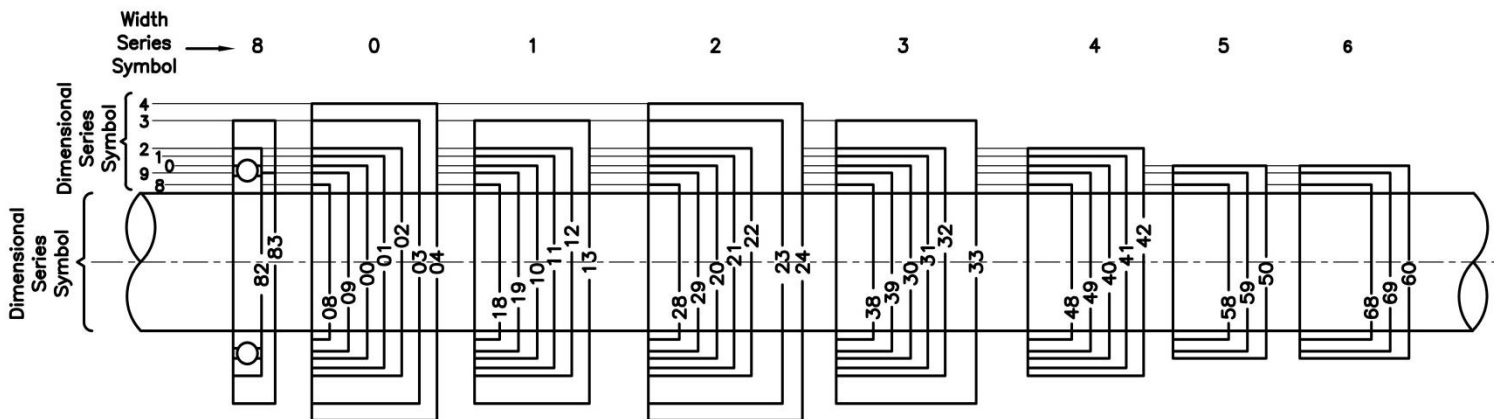 Width
Series
Symbol
8 0 1 2 3 4 5 6
Dimensional
Series
Symbol
4
3
2
1
0
9
8
Dimensional
Series
Symbol
82 83
08 09 00 01 02 03 04
18 19 10 11 12 13
28 29 20 21 22 23 24
38 39 30 31 32 33
48 49 40 41 42
58 59 50
68 69 60